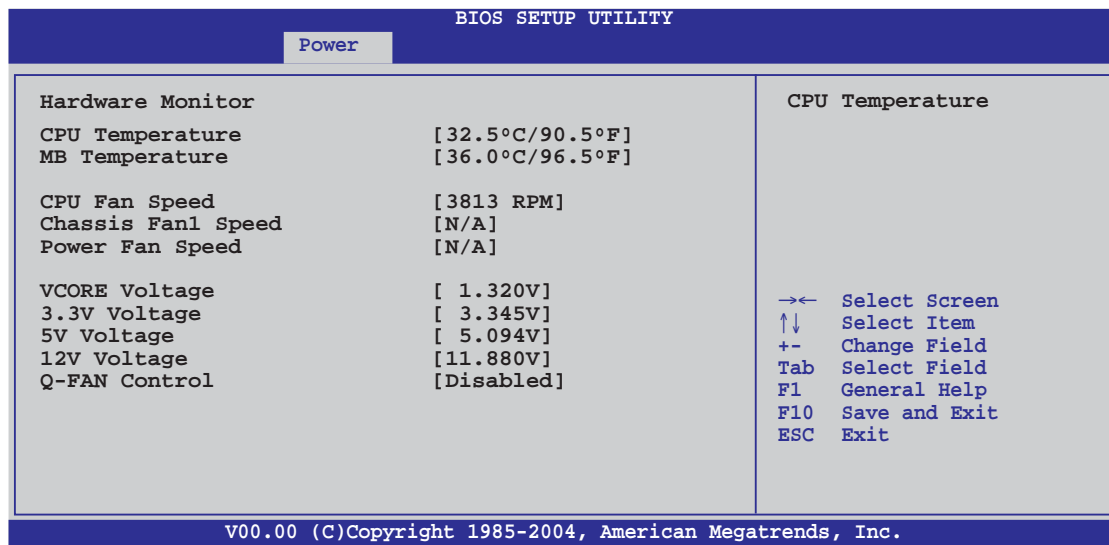 BIOS SETUP UTILITY
Power
Hardware Monitor
CPU Temperature [32.5ºC/90.5ºF]
MB Temperature [36.0ºC/96.5ºF]
CPU Fan Speed [3813 RPM]
Chassis Fan1 Speed [N/A]
Power Fan Speed [N/A]
VCORE Voltage [ 1.320V]
3.3V Voltage [ 3.345V]
5V Voltage [ 5.094V]
12V Voltage [11.880V]
Q-FAN Control [Disabled]
CPU Temperature
→← Select Screen
↑↓ Select Item
+- Change Field
Tab Select Field
F1 General Help
F10 Save and Exit
ESC Exit
V00.00 (C)Copyright 1985-2004, American Megatrends, Inc.